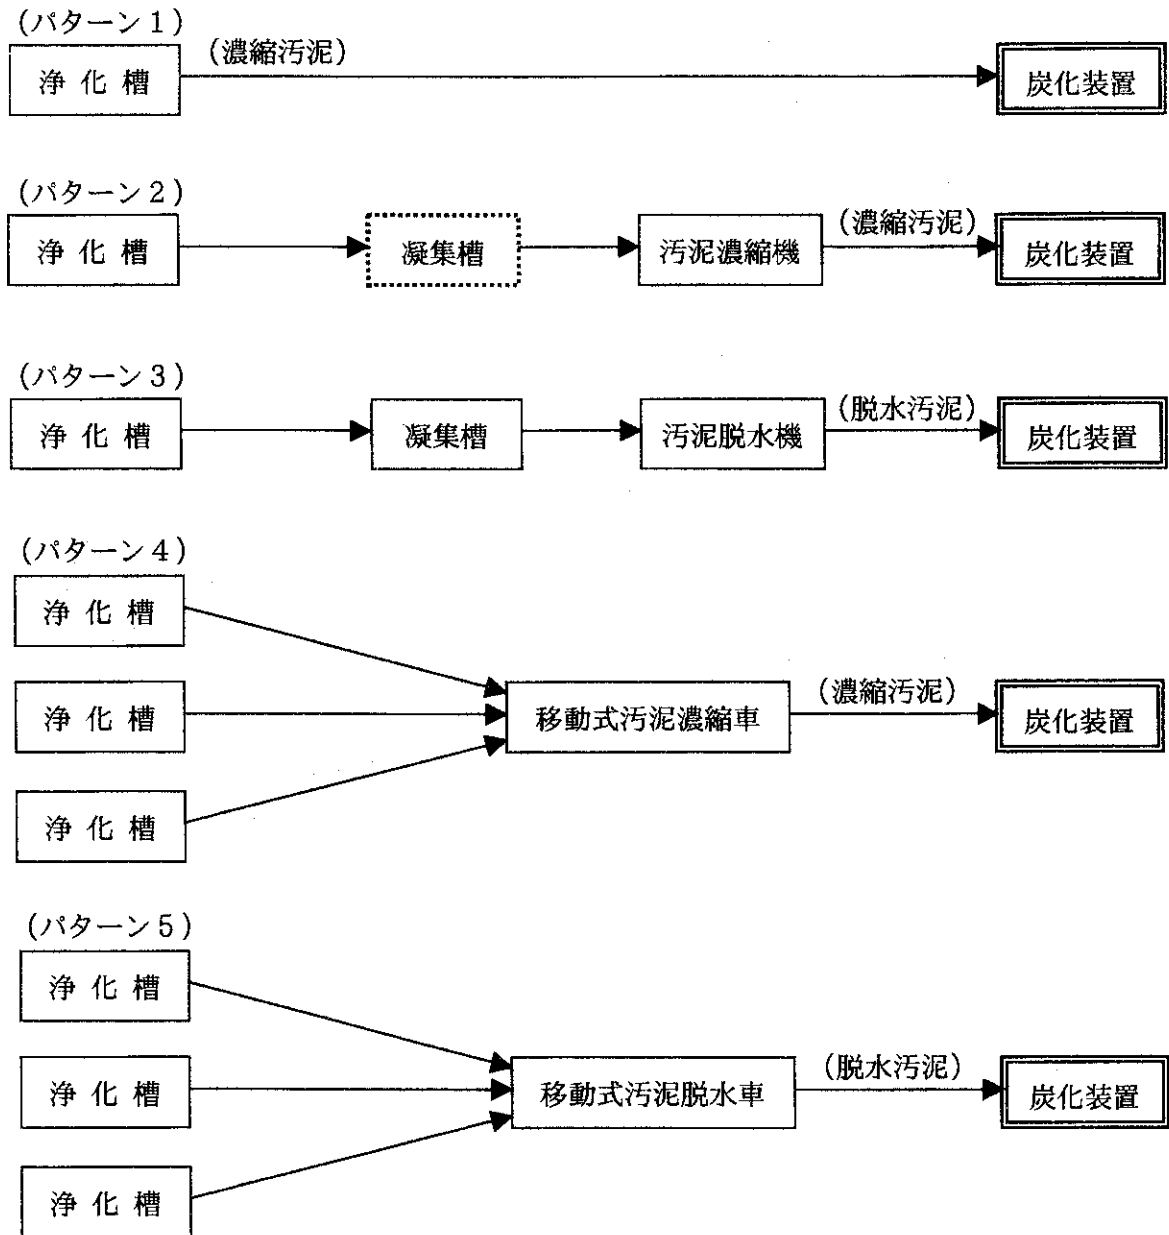 (パターン1)
浄化槽
(濃縮汚泥)
炭化装置
(パターン2)
浄化槽
凝集槽
汚泥濃縮機
(濃縮汚泥)
炭化装置
(パターン3)
浄化槽
凝集槽
汚泥脱水機
(脱水汚泥)
炭化装置
(パターン4)
浄化槽
浄化槽
浄化槽
移動式汚泥濃縮車
(濃縮汚泥)
炭化装置
(パターン5)
浄化槽
浄化槽
浄化槽
移動式汚泥脱水車
(脱水汚泥)
炭化装置